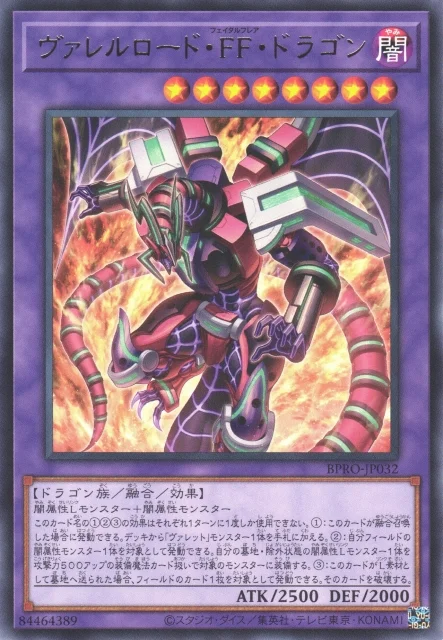 フェイタルフレア
ヴァレルロード・FF・ドラゴン
やみ
闇
BPRO-JP032
【ドラゴン族／融合／効果】
闇属性Lモンスター＋闇属性モンスター
このカード名の①②③の効果はそれぞれ1ターンに1度しか使用できない。①：このカードが融合召喚
した場合に発動できる。デッキから「ヴァレット」モンスター1体を手札に加える。②：自分フィールドの
闇属性モンスター1体を対象として発動できる。自分の墓地・除外状態の闇属性Lモンスター1体を
攻撃力500アップの装備魔法カード扱いで対象のモンスターに装備する。③：このカードがL素材と
して墓地へ送られた場合、フィールドのカード1枚を対象として発動できる。そのカードを破壊する。
ATK/2500 DEF/2000
84464389
©スタジオ・ダイス／集英社・テレビ東京・KONAMI